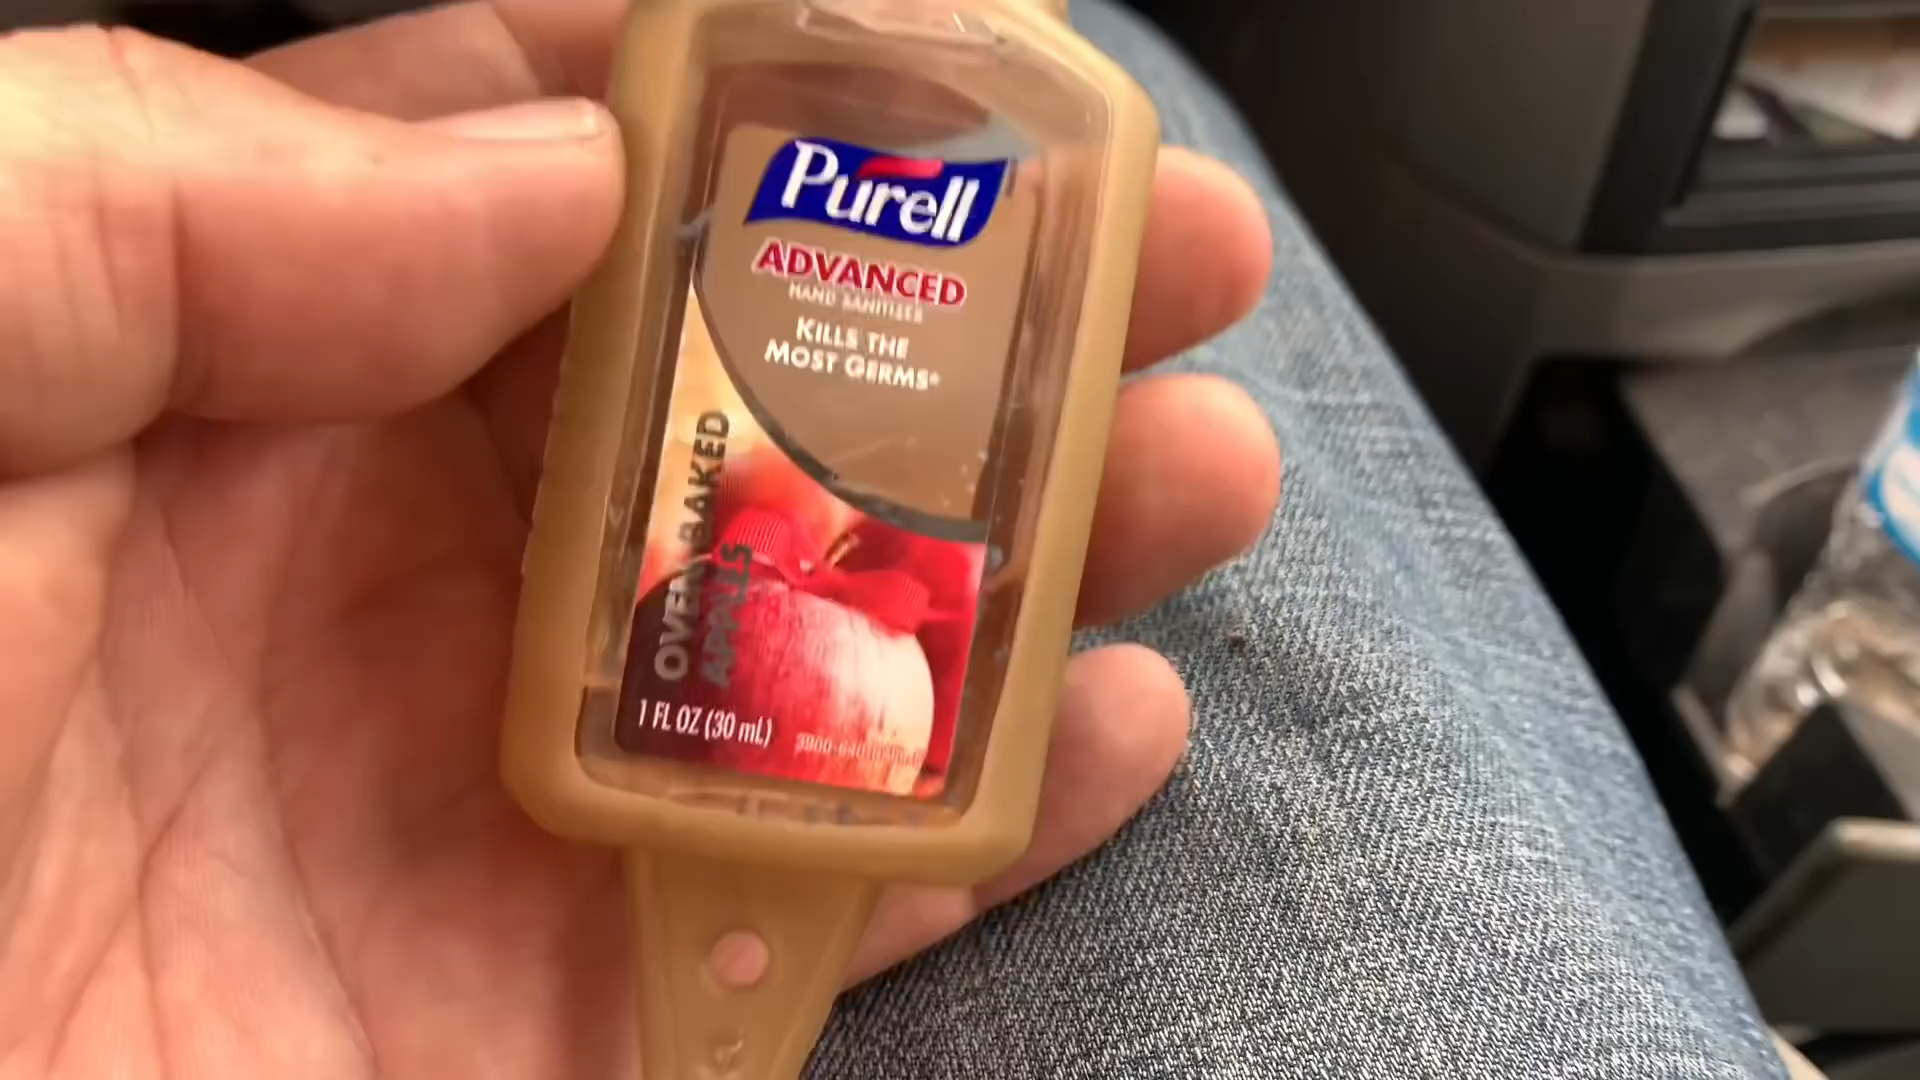 Purell
ADVANCED
HAND SANITIZER
KILLS THE
MOST GERMS
OVEN BAKED
APPLES
1 FL OZ (30 mL)